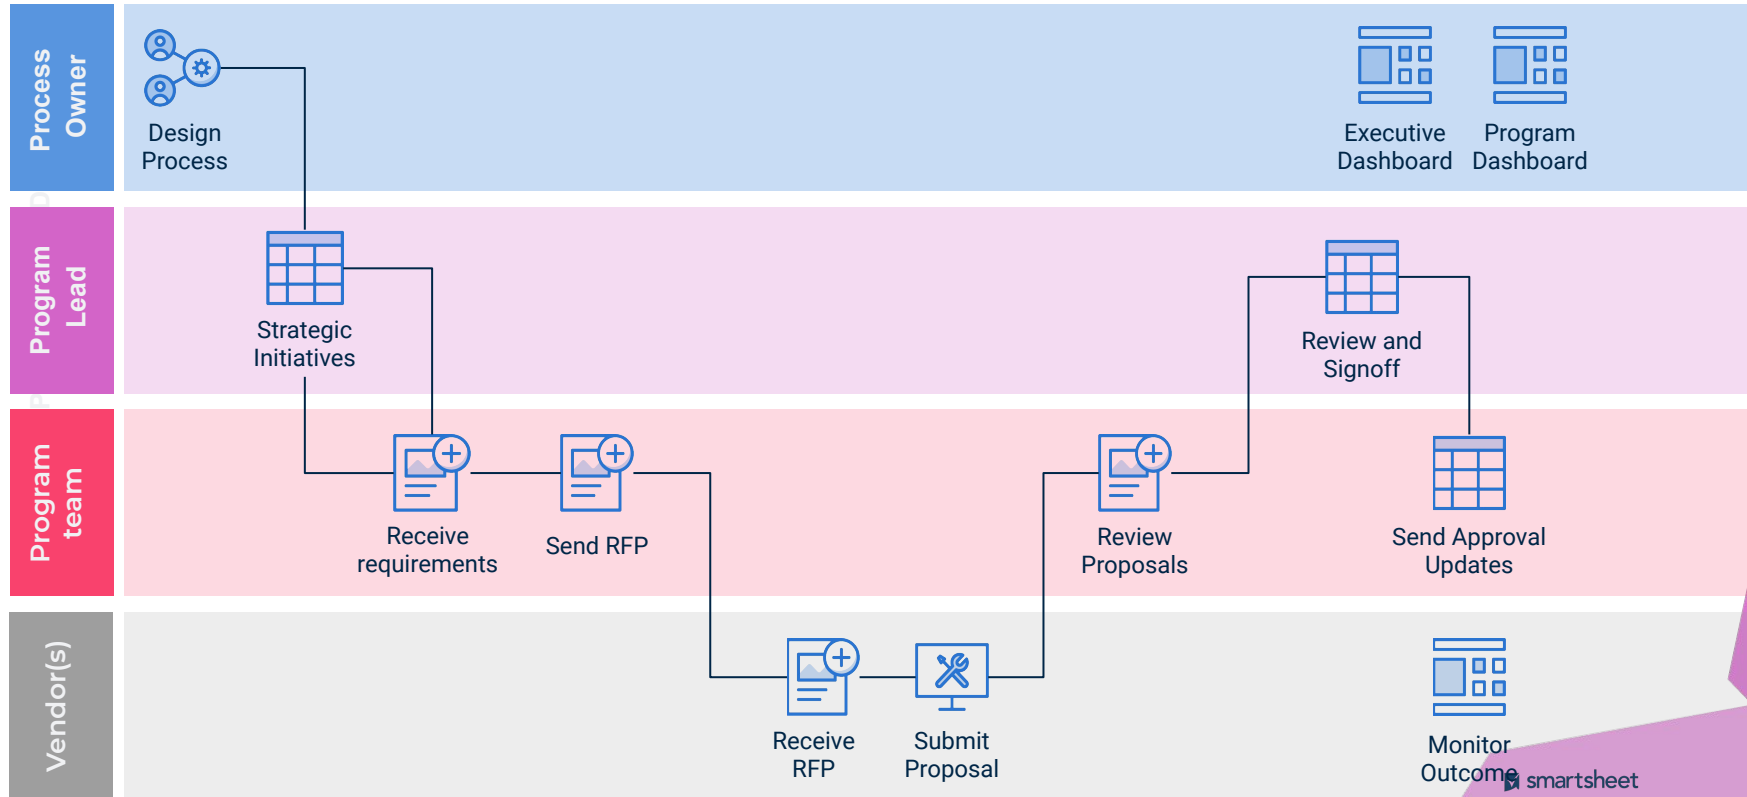 Process
Owner
Design
Process
Executive
Dashboard
Program
Dashboard
Program
Lead
Strategic
Initiatives
Review and
Signoff
Program
team
Receive
requirements
Send RFP
Review
Proposals
Send Approval
Updates
Vendor(s)
Receive
RFP
Submit
Proposal
Monitor
Outcome
smartsheet